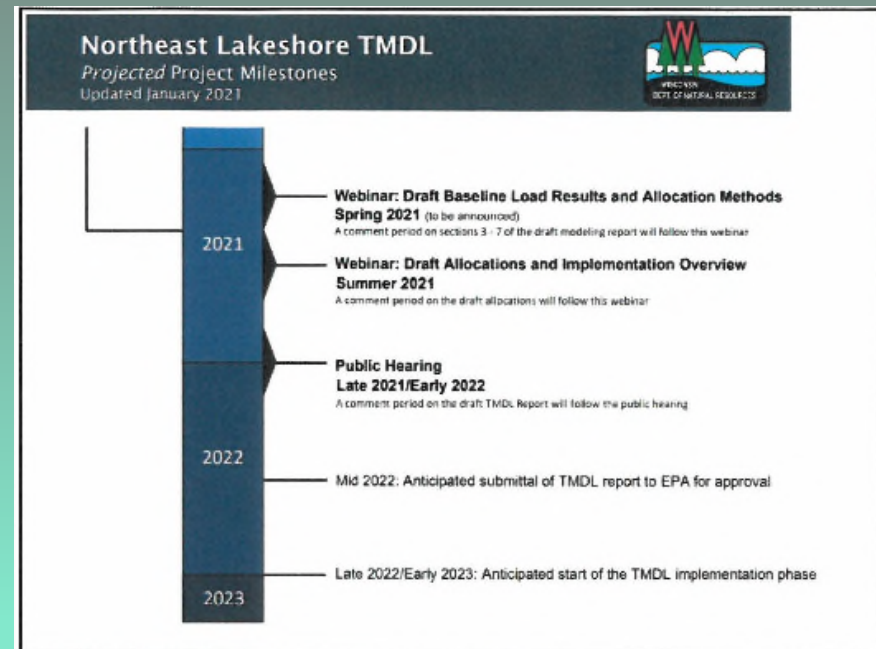 Northeast Lakeshore TMDL
Projected Project Milestones
Updated January 2021
W
WISCONSIN
DEPT. OF NATURAL RESOURCES
Webinar: Draft Baseline Load Results and Allocation Methods
Spring 2021 (to be announced)
A comment period on sections 3 - 7 of the draft modeling report will follow this webinar
2021
Webinar: Draft Allocations and Implementation Overview
Summer 2021
A comment period on the draft allocations will follow this webinar
Public Hearing
Late 2021/Early 2022
A comment period on the draft TMDL Report will follow the public hearing
2022
Mid 2022: Anticipated submittal of TMDL report to EPA for approval
Late 2022/Early 2023: Anticipated start of the TMDL implementation phase
2023